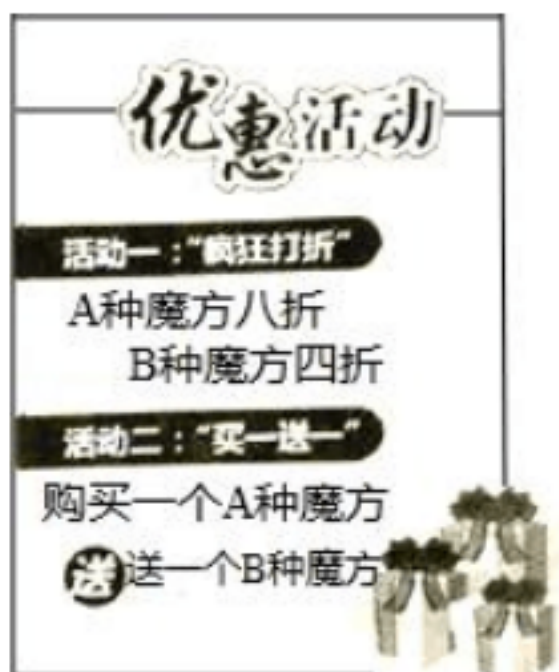 优惠活动
活动一：“疯狂打折”
A种魔方八折
B种魔方四折
活动二：“买一送一”
购买一个A种魔方
送 送一个B种魔方